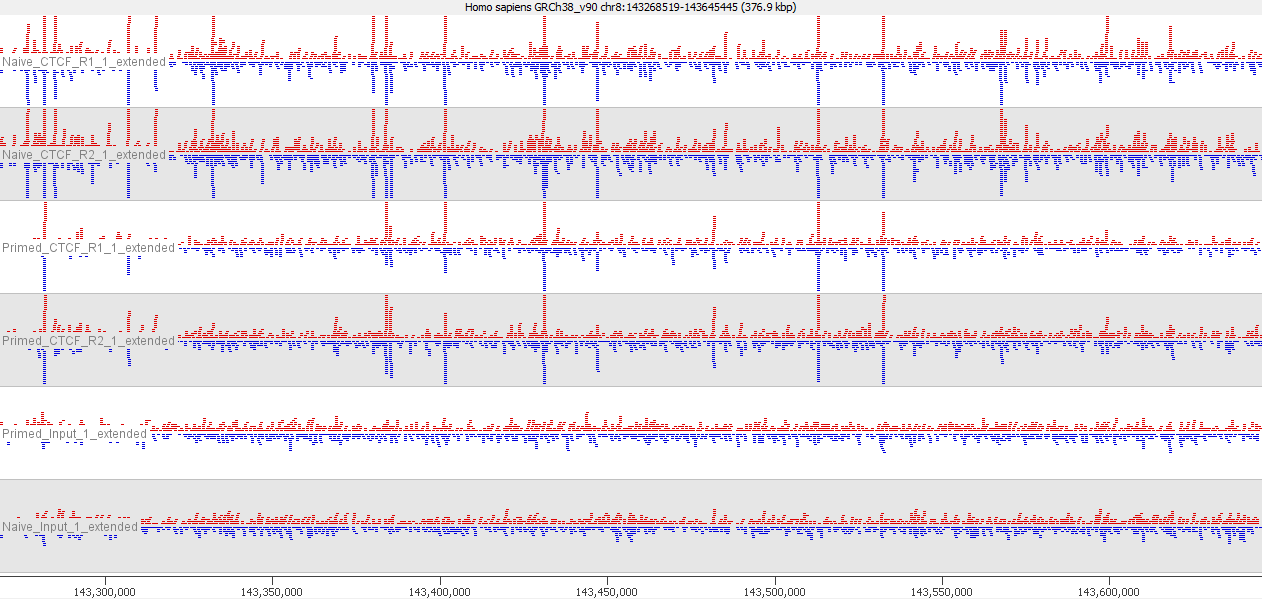 Homo sapiens GRCh38_v90 chr8:143268519-143645445 (376.9 kbp)
Naive_CTCF_R1_1_extended
Naive_CTCF_R2_1_extended
Primed_CTCF_R1_1_extended
Primed_CTCF_R2_1_extended
Primed_Input_1_extended
Naive_Input_1_extended
143,300,000 143,350,000 143,400,000 143,450,000 143,500,000 143,550,000 143,600,000